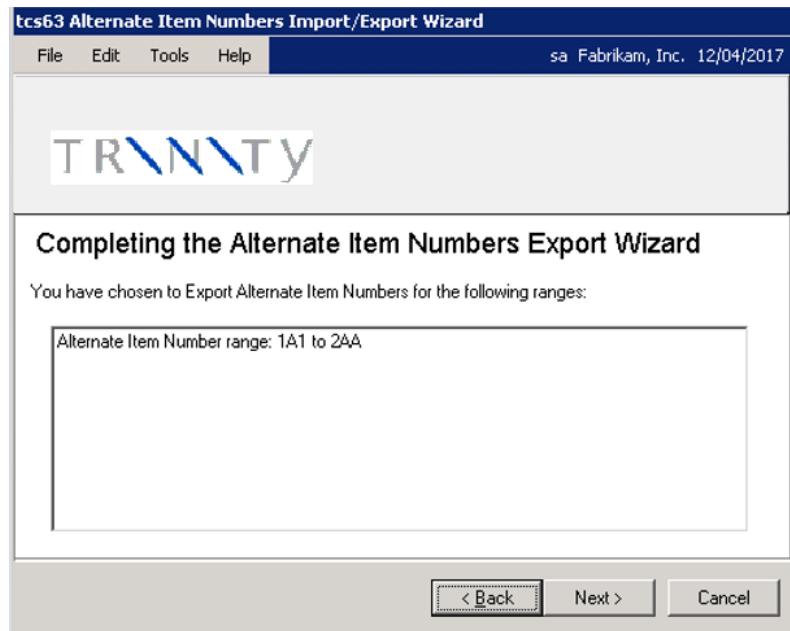 tcs63 Alternate Item Numbers Import/Export Wizard
File Edit Tools Help sa Fabrikam, Inc. 12/04/2017
TRINITY
Completing the Alternate Item Numbers Export Wizard
You have chosen to Export Alternate Item Numbers for the following ranges:
Alternate Item Number range: 1A1 to 2AA
< Back Next > Cancel